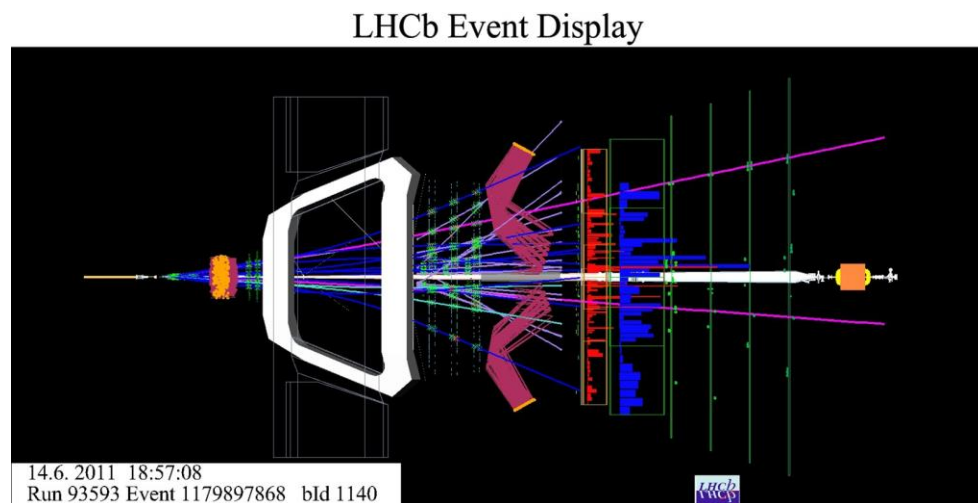 LHCb Event Display
14.6. 2011 18:57:08
Run 93593 Event 1179897868 bId 1140
LHCb